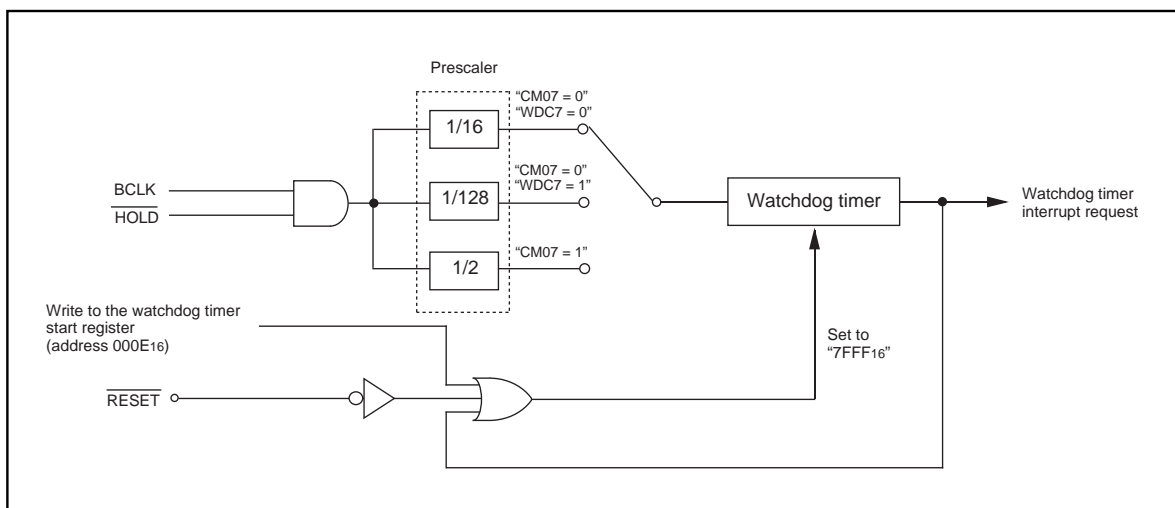 Prescaler
“CM07 = 0”
“WDC7 = 0”
1/16
BCLK
HOLD
“CM07 = 0”
“WDC7 = 1”
1/128
Watchdog timer
Watchdog timer
interrupt request
“CM07 = 1”
1/2
Write to the watchdog timer
start register
(address 000E16)
Set to
“7FFF16”
RESET